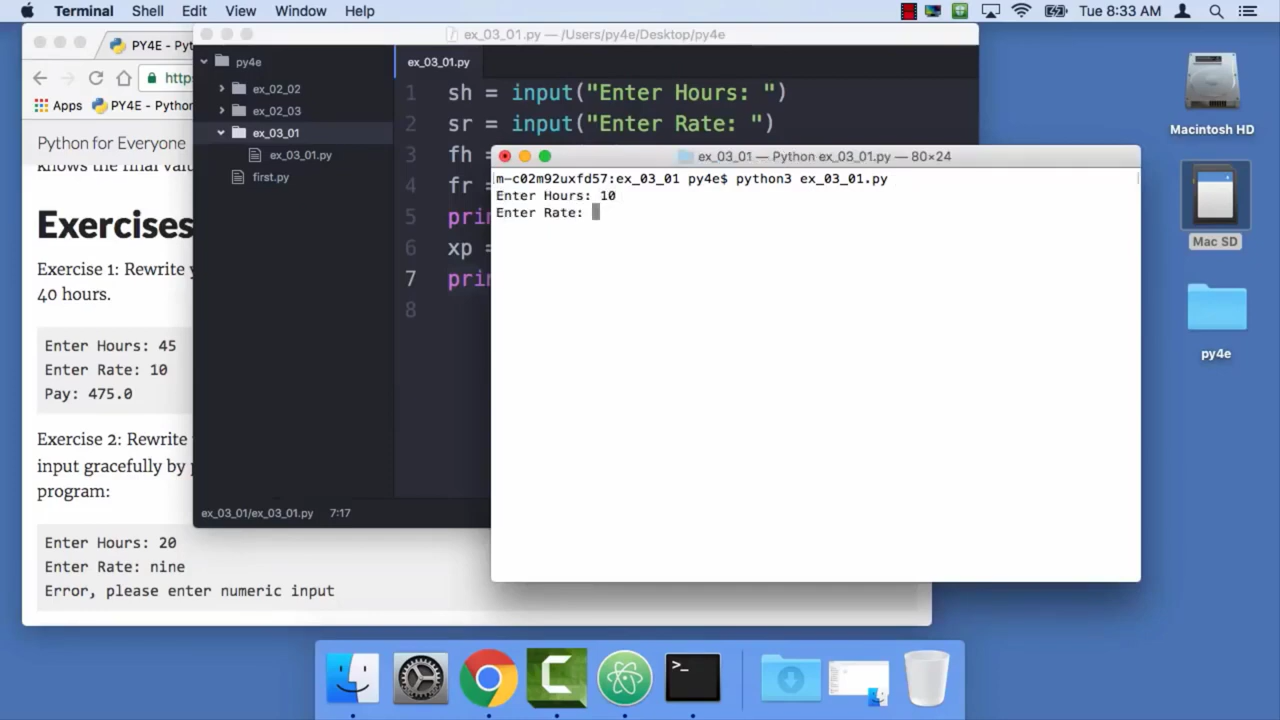 Terminal Shell Edit View Window Help Tue 8:33 AM
PY4E - Pyt
https
Apps PY4E - Python
Python for Everyone
knows the final valu
Exercises
Exercise 1: Rewrite y
40 hours.
Enter Hours: 45
Enter Rate: 10
Pay: 475.0
Exercise 2: Rewrite
input gracefully by p
program:
Enter Hours: 20
Enter Rate: nine
Error, please enter numeric input
ex_03_01.py — /Users/py4e/Desktop/py4e
py4e
ex_02_02
ex_02_03
ex_03_01
ex_03_01.py
first.py
ex_03_01.py
1 sh = input("Enter Hours: ")
2 sr = input("Enter Rate: ")
3 fh =
4 fr =
5 prin
6 xp =
7 prin
8
ex_03_01/ex_03_01.py 7:17
ex_03_01 — Python ex_03_01.py — 80×24
m-c02m92uxfd57:ex_03_01 py4e$ python3 ex_03_01.py
Enter Hours: 10
Enter Rate:
Macintosh HD
Mac SD
py4e